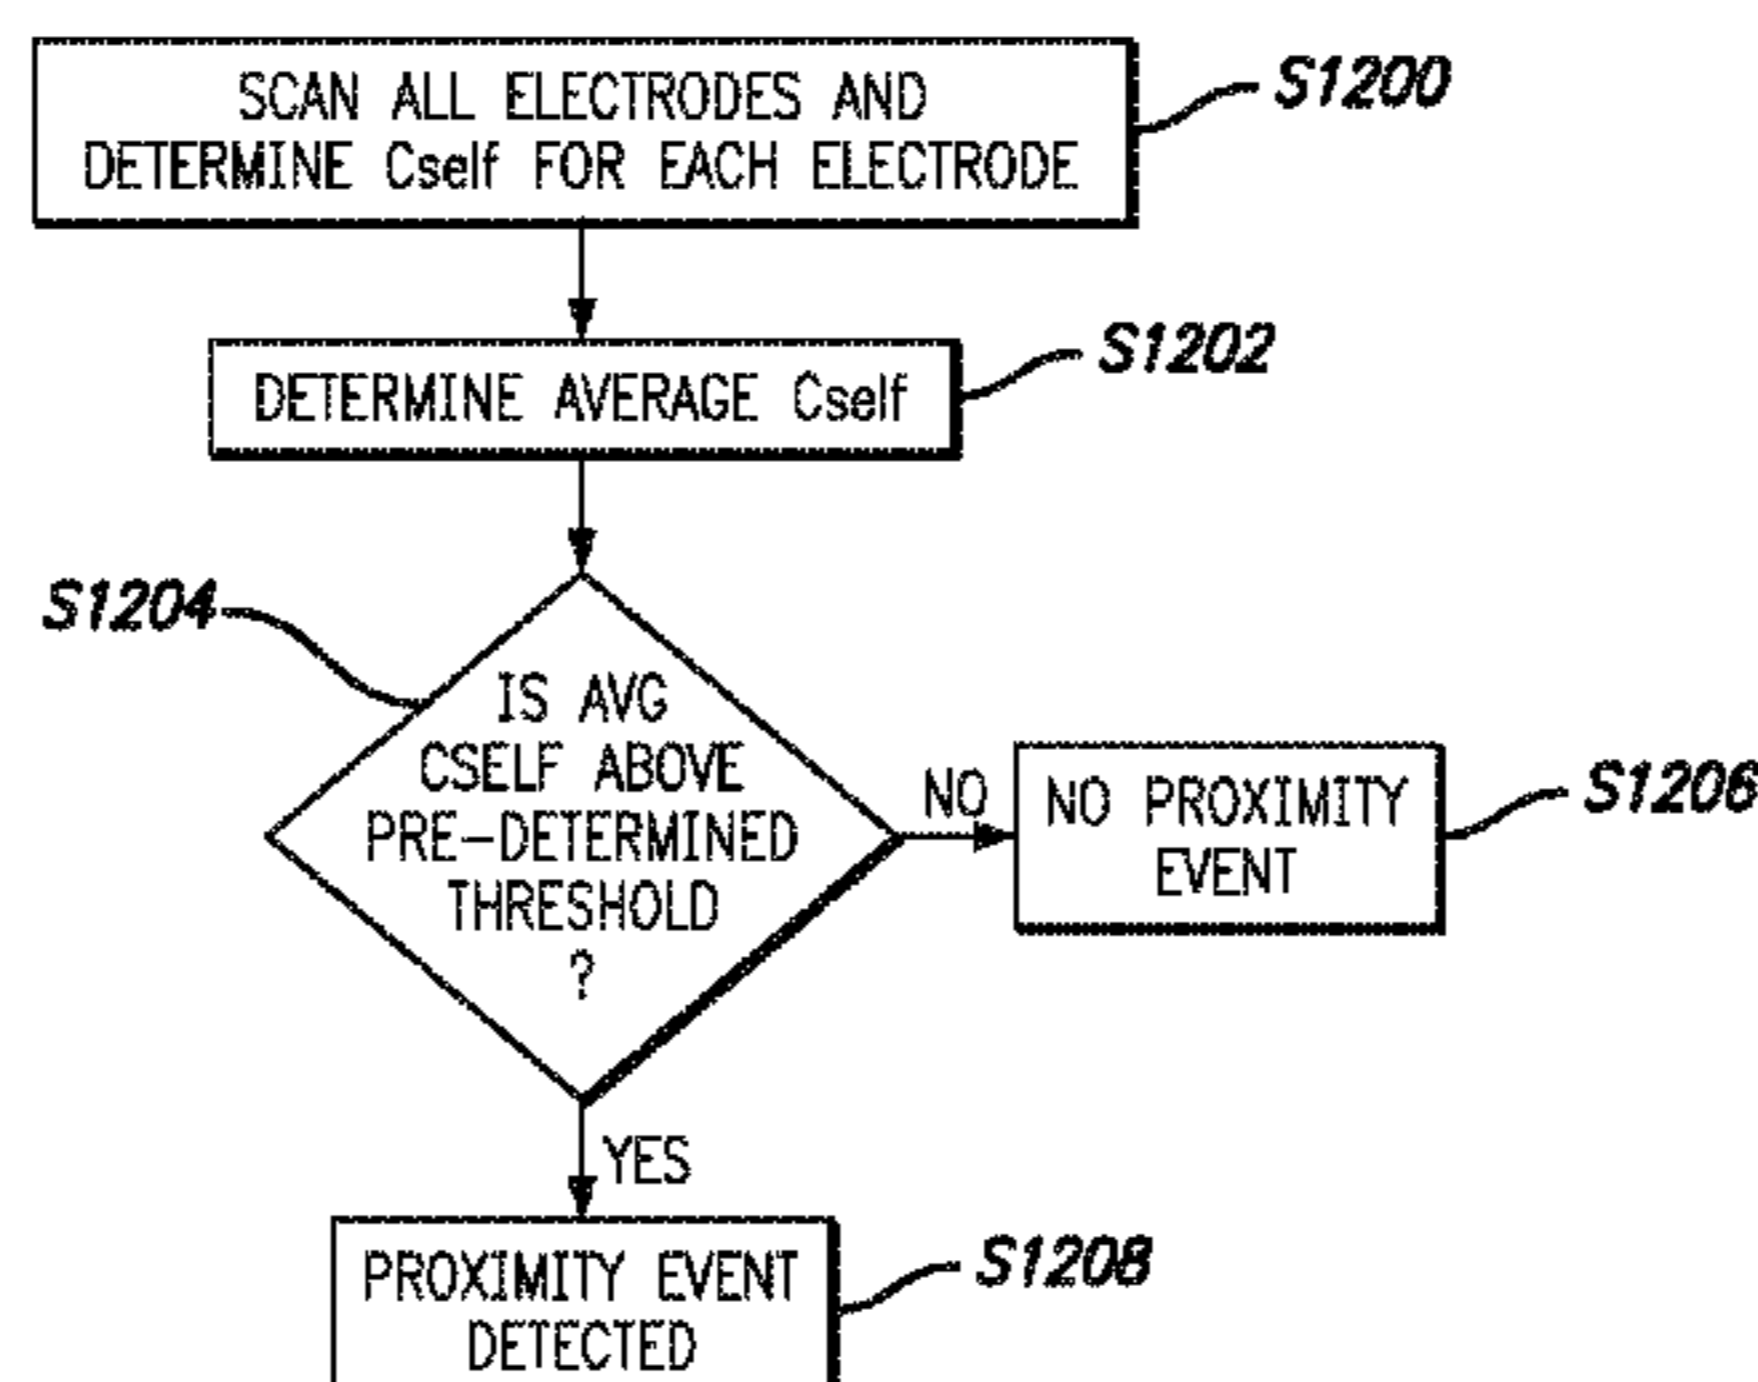 SCAN ALL ELECTRODES AND
DETERMINE Cself FOR EACH ELECTRODE
S1200
DETERMINE AVERAGE Cself
S1202
S1204
IS AVG
CSELF ABOVE
PRE-DETERMINED
THRESHOLD
?
NO
NO PROXIMITY
EVENT
S1206
YES
PROXIMITY EVENT
DETECTED
S1208